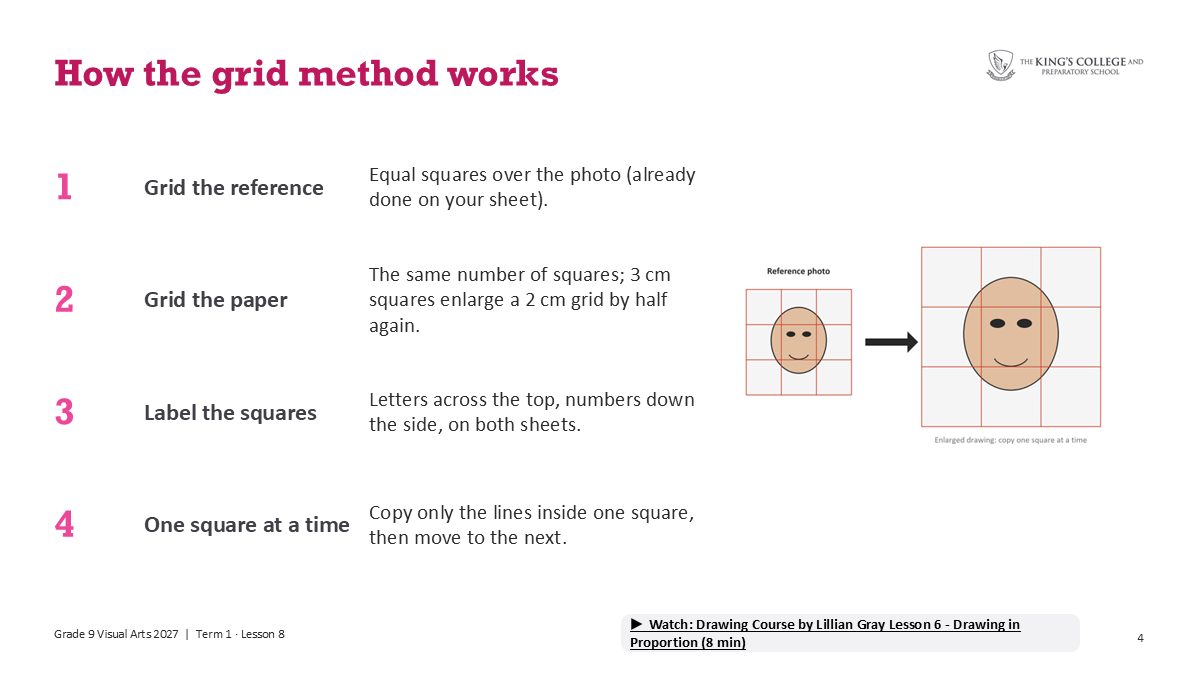 How the grid method works
THE KING'S COLLEGE AND
PREPARATORY SCHOOL
1
Grid the reference
Equal squares over the photo (already
done on your sheet).
2
Grid the paper
The same number of squares; 3 cm
squares enlarge a 2 cm grid by half
again.
3
Label the squares
Letters across the top, numbers down
the side, on both sheets.
4
One square at a time
Copy only the lines inside one square,
then move to the next.
Reference photo
Enlarged drawing: copy one square at a time
Grade 9 Visual Arts 2027 | Term 1 · Lesson 8
▶ Watch: Drawing Course by Lillian Gray Lesson 6 - Drawing in
Proportion (8 min)
4